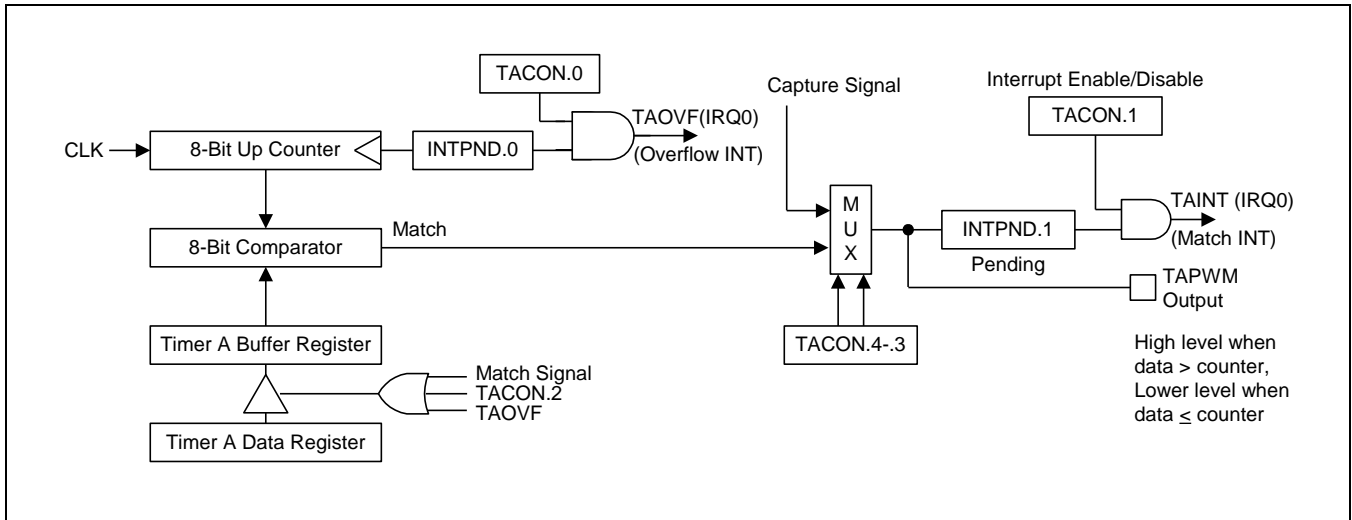 TACON.0
Capture Signal
Interrupt Enable/Disable
TACON.1
TAOVF(IRQ0)
(Overflow INT)
CLK
8-Bit Up Counter
INTPND.0
M
U
X
TAINT (IRQ0)
(Match INT)
8-Bit Comparator
Match
INTPND.1
Pending
TAPWM
Output
Timer A Buffer Register
TACON.4-.3
High level when
data > counter,
Lower level when
data ≤ counter
Match Signal
TACON.2
TAOVF
Timer A Data Register